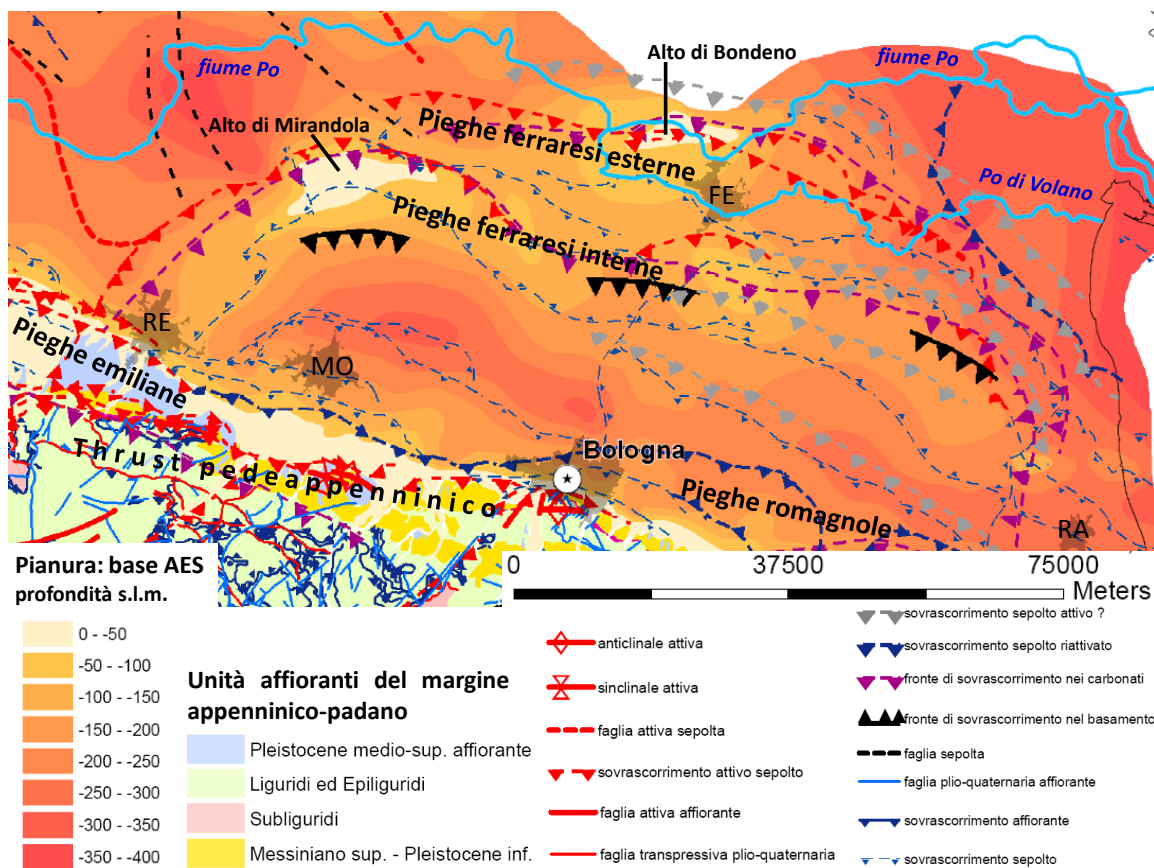 Alto di Bondeno
fiume Po
fiume Po
Alto di Mirandola
Pieghe ferraresi esterne
FE
Po di Volano
Pieghe ferraresi interne
RE
MO
Pieghe emiliane
Thrust pedeappenninico
Bologna
Pieghe romagnole
RA
Pianura: base AES
profondità s.l.m.
0 37500 75000
Meters
0 - -50
-50 - -100
-100 - -150
-150 - -200
-200 - -250
-250 - -300
-300 - -350
-350 - -400
Unità affioranti del margine
appenninico-padano
Pleistocene medio-sup. affiorante
Liguridi ed Epiliguridi
Subliguridi
Messiniano sup. - Pleistocene inf.
anticlinale attiva
sinclinale attiva
faglia attiva sepolta
sovrascorrimento attivo sepolto
faglia attiva affiorante
faglia transpressiva plio-quaternaria
sovrascorrimento sepolto attivo ?
sovrascorrimento sepolto riattivato
fronte di sovrascorrimento nei carbonati
fronte di sovrascorrimento nel basamento
faglia sepolta
faglia plio-quaternaria affiorante
sovrascorrimento affiorante
sovrascorrimento sepolto